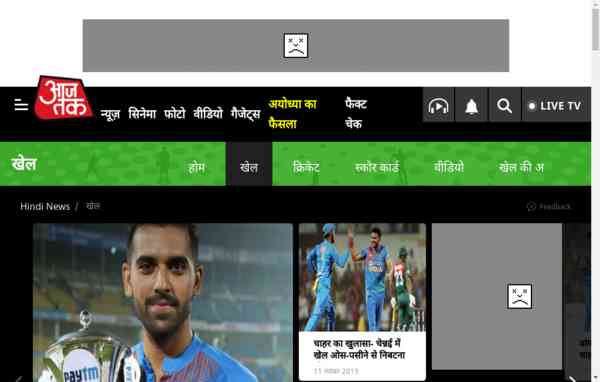 आज तक
न्यूज़ सिनेमा फोटो वीडियो गैजेट्स
अयोध्या का
फैसला
फैक्ट
चेक
LIVE TV
खेल
होम खेल क्रिकेट स्कोर कार्ड वीडियो खेल की अ
Hindi News / खेल
Feedback
paytm
चाहर का खुलासा- चेन्नई में
खेल ओस-पसीने से निबटना
11 नवंबर 2019